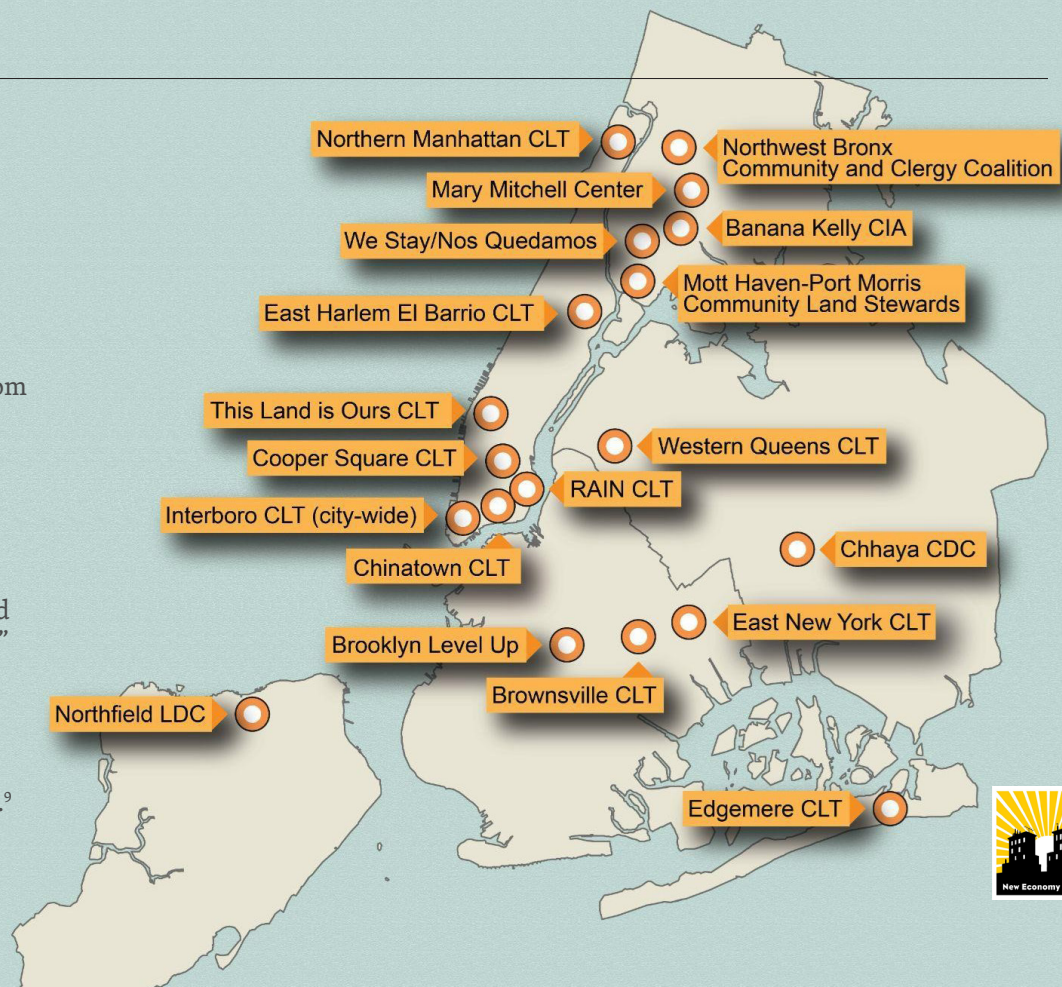 Northern Manhattan CLT
Northwest Bronx
Community and Clergy Coalition
Mary Mitchell Center
We Stay/Nos Quedamos
Banana Kelly CIA
Mott Haven-Port Morris
Community Land Stewards
East Harlem El Barrio CLT
This Land is Ours CLT
Cooper Square CLT
Western Queens CLT
RAIN CLT
Interboro CLT (city-wide)
Chinatown CLT
Chhaya CDC
East New York CLT
Brooklyn Level Up
Brownsville CLT
Northfield LDC
Edgemere CLT
9
New Economy